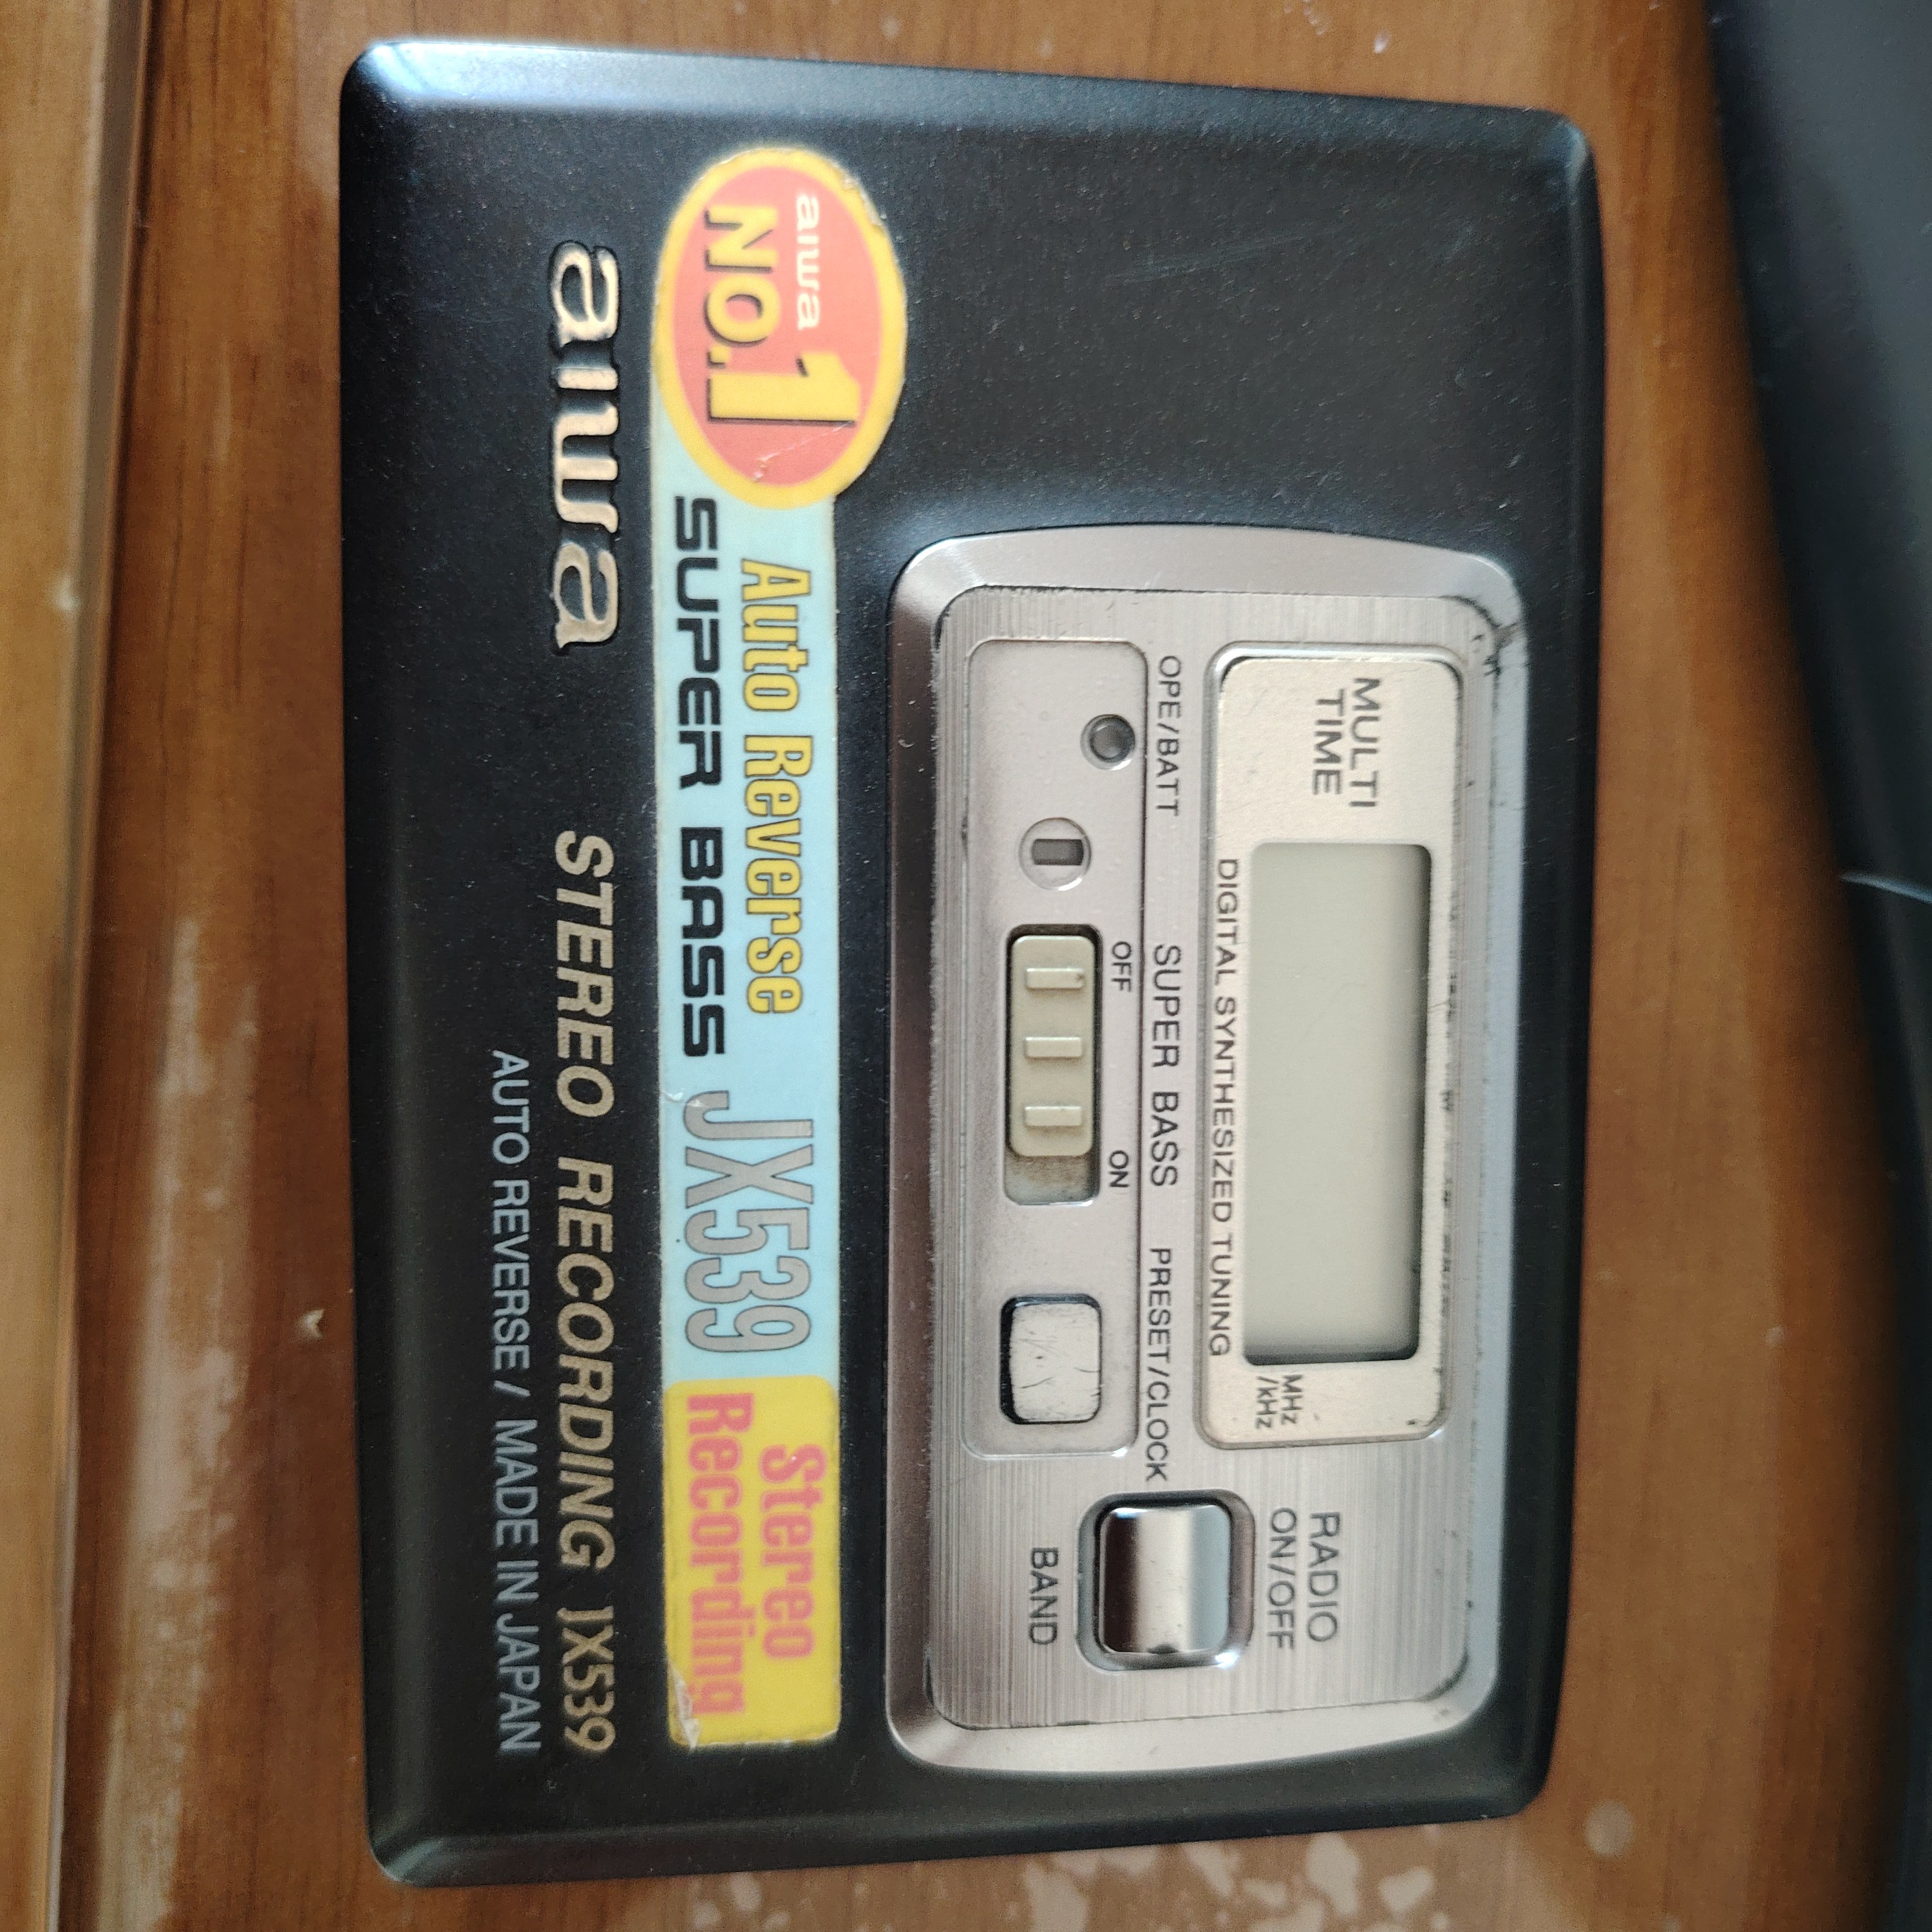 MULTI
TIME
MHz
/kHz
DIGITAL SYNTHESIZED TUNING
RADIO
ON/OFF
BAND
OPE/BATT
SUPER BASS
PRESET/CLOCK
OFF
ON
aiwa
NO.1
Auto Reverse
SUPER BASS
JX539
Stereo
Recording
aiwa
STEREO RECORDING JX539
AUTO REVERSE / MADE IN JAPAN